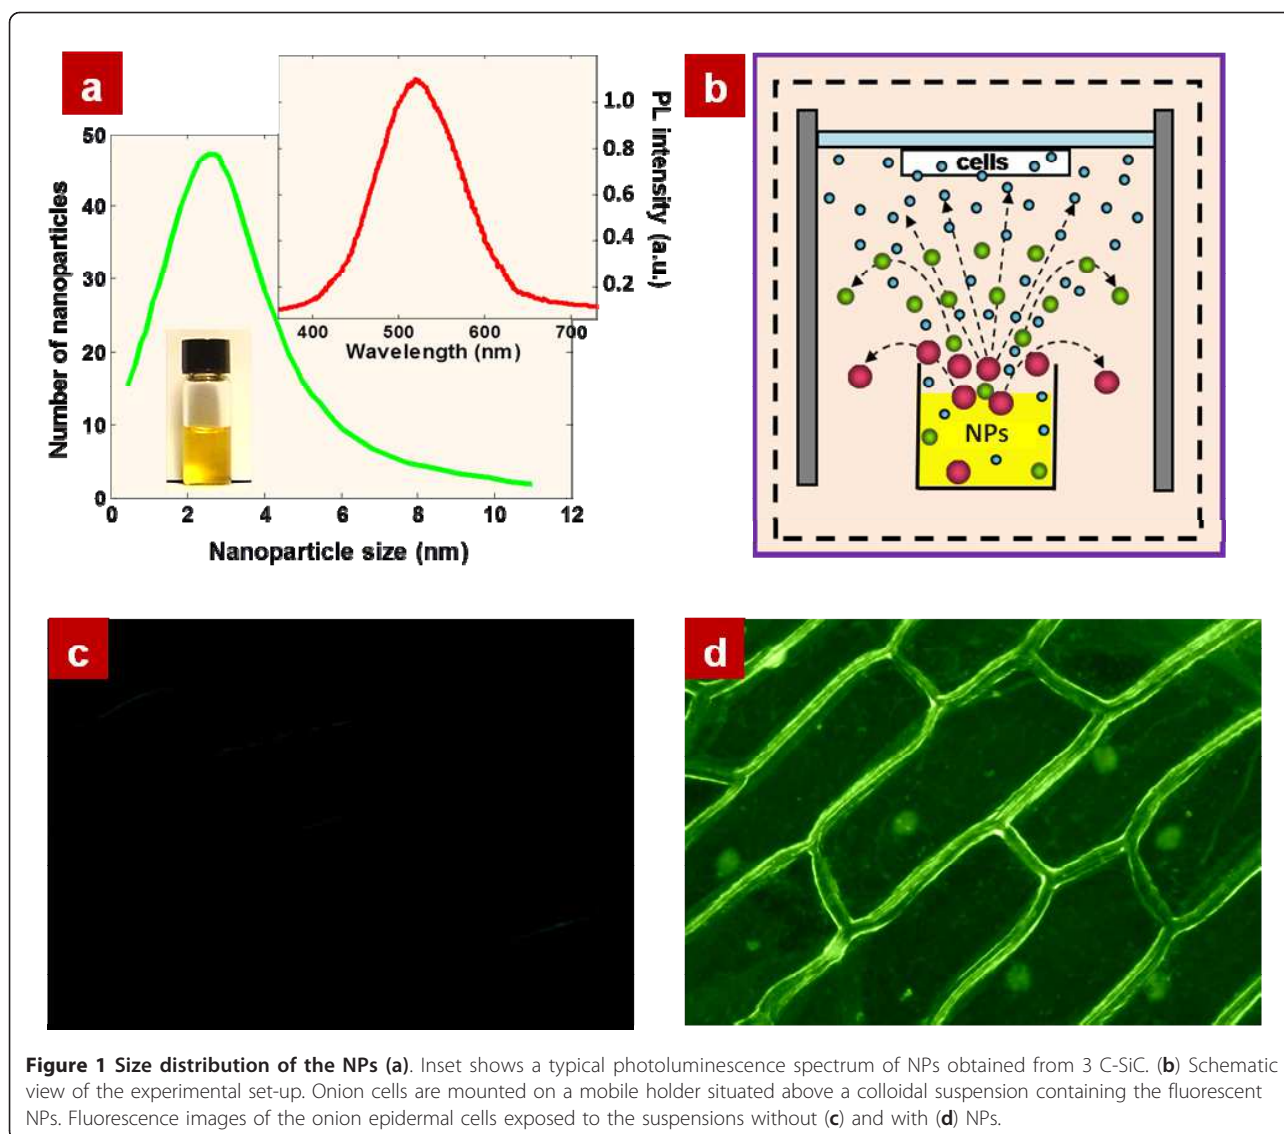 a
50
40
30
20
10
0
Number of nanoparticles
0 2 4 6 8 10 12
Nanoparticle size (nm)
1.0
0.8
0.6
0.4
0.2
PL intensity (a.u.)
400 500 600 700
Wavelength (nm)
b
cells
NPs
c
d
Figure 1 Size distribution of the NPs (a). Inset shows a typical photoluminescence spectrum of NPs obtained from 3 C-SiC. (b) Schematic
view of the experimental set-up. Onion cells are mounted on a mobile holder situated above a colloidal suspension containing the fluorescent
NPs. Fluorescence images of the onion epidermal cells exposed to the suspensions without (c) and with (d) NPs.